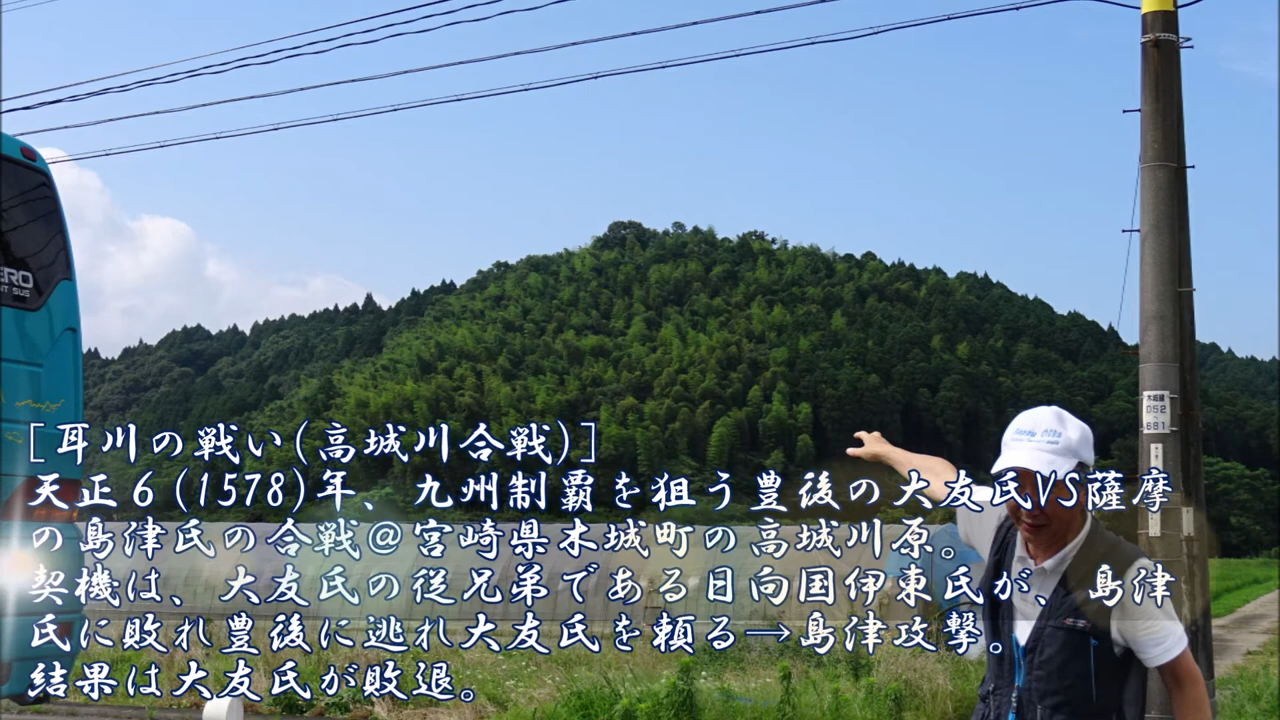 [耳川の戦い(高城川合戦)]
天正6(1578)年、九州制覇を狙う豊後の大友氏VS薩摩
の島津氏の合戦@宮崎県木城町の高城川原。
契機は、大友氏の従兄弟である日向国伊東氏が、島津
氏に敗れ豊後に逃れ大友氏を頼る→島津攻撃。
結果は大友氏が敗退。
ERO
052
681